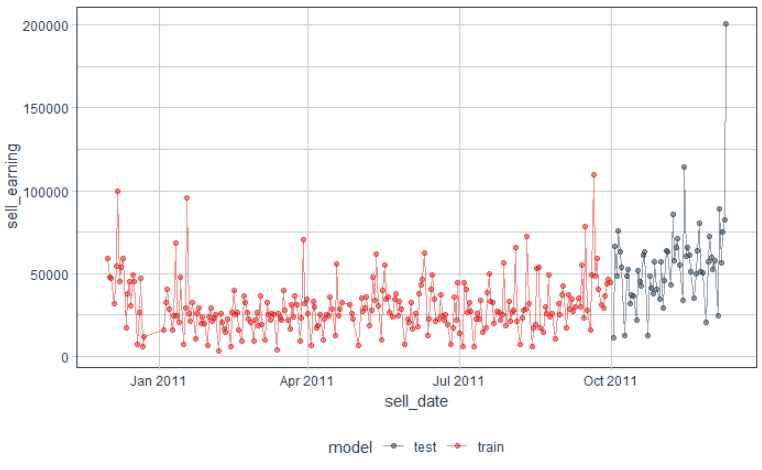 200000
150000
100000
50000
0
sell_earning
Jan 2011 Apr 2011 Jul 2011 Oct 2011
sell_date
model test train